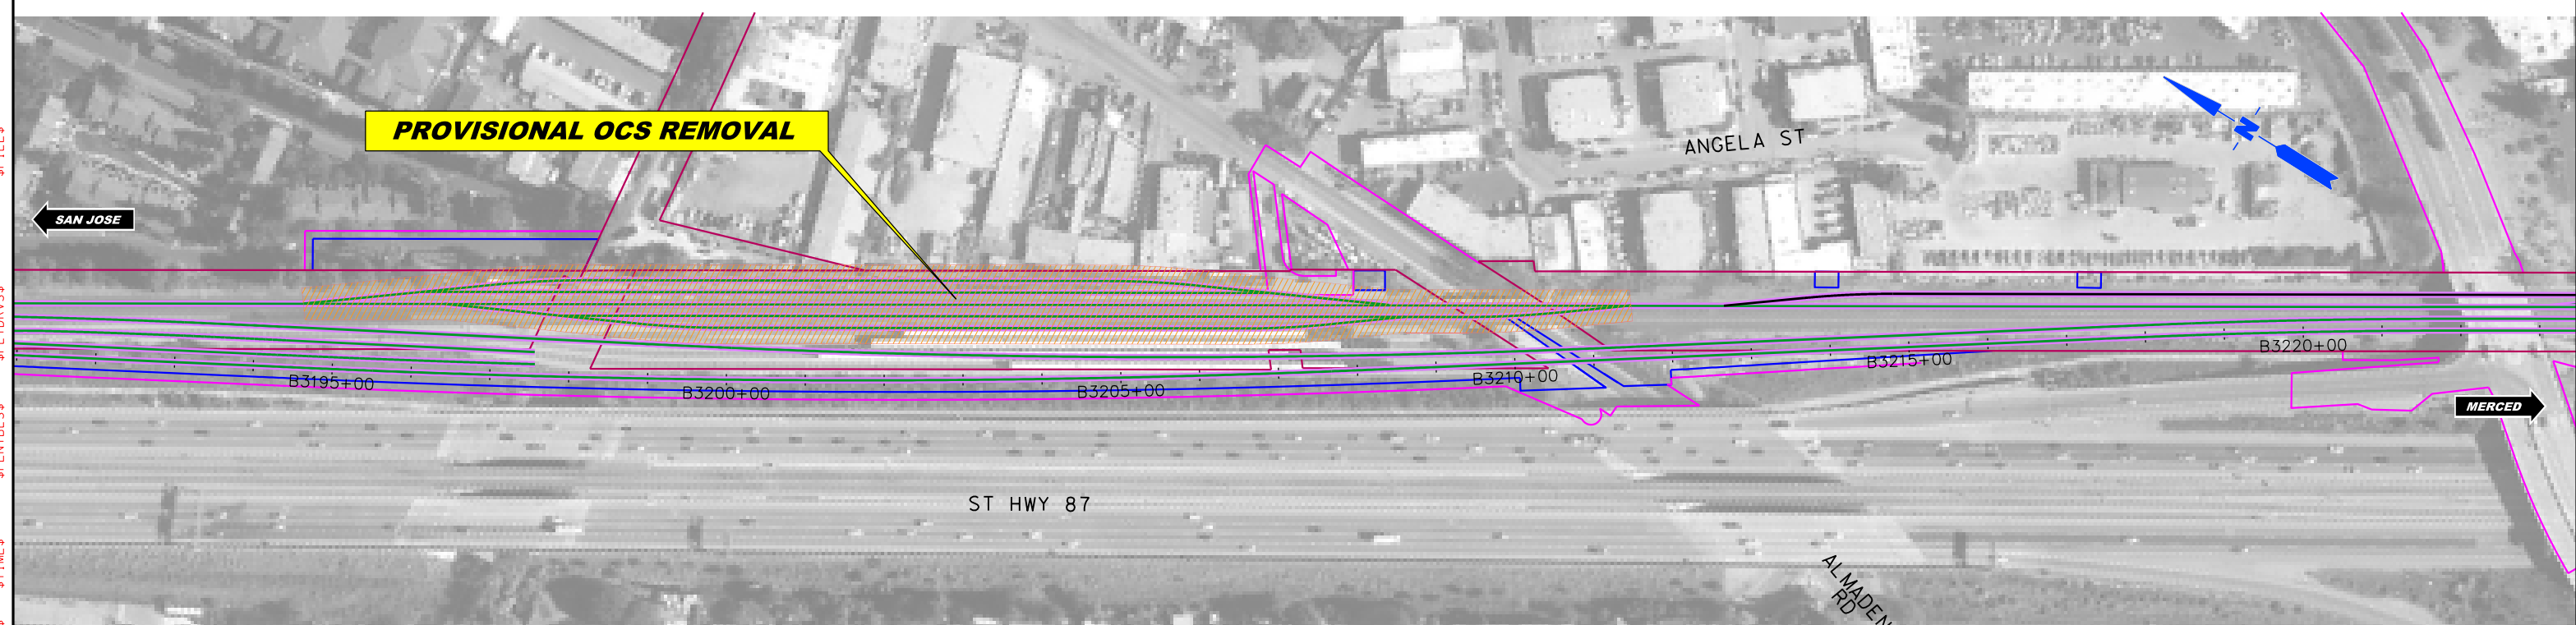 PROVISIONAL OCS REMOVAL
ANGELA ST
N
SAN JOSE
B3195+00
B3200+00
B3205+00
B3210+00
B3215+00
B3220+00
MERCED
ST HWY 87
ALMADEN
RD
$TIME$